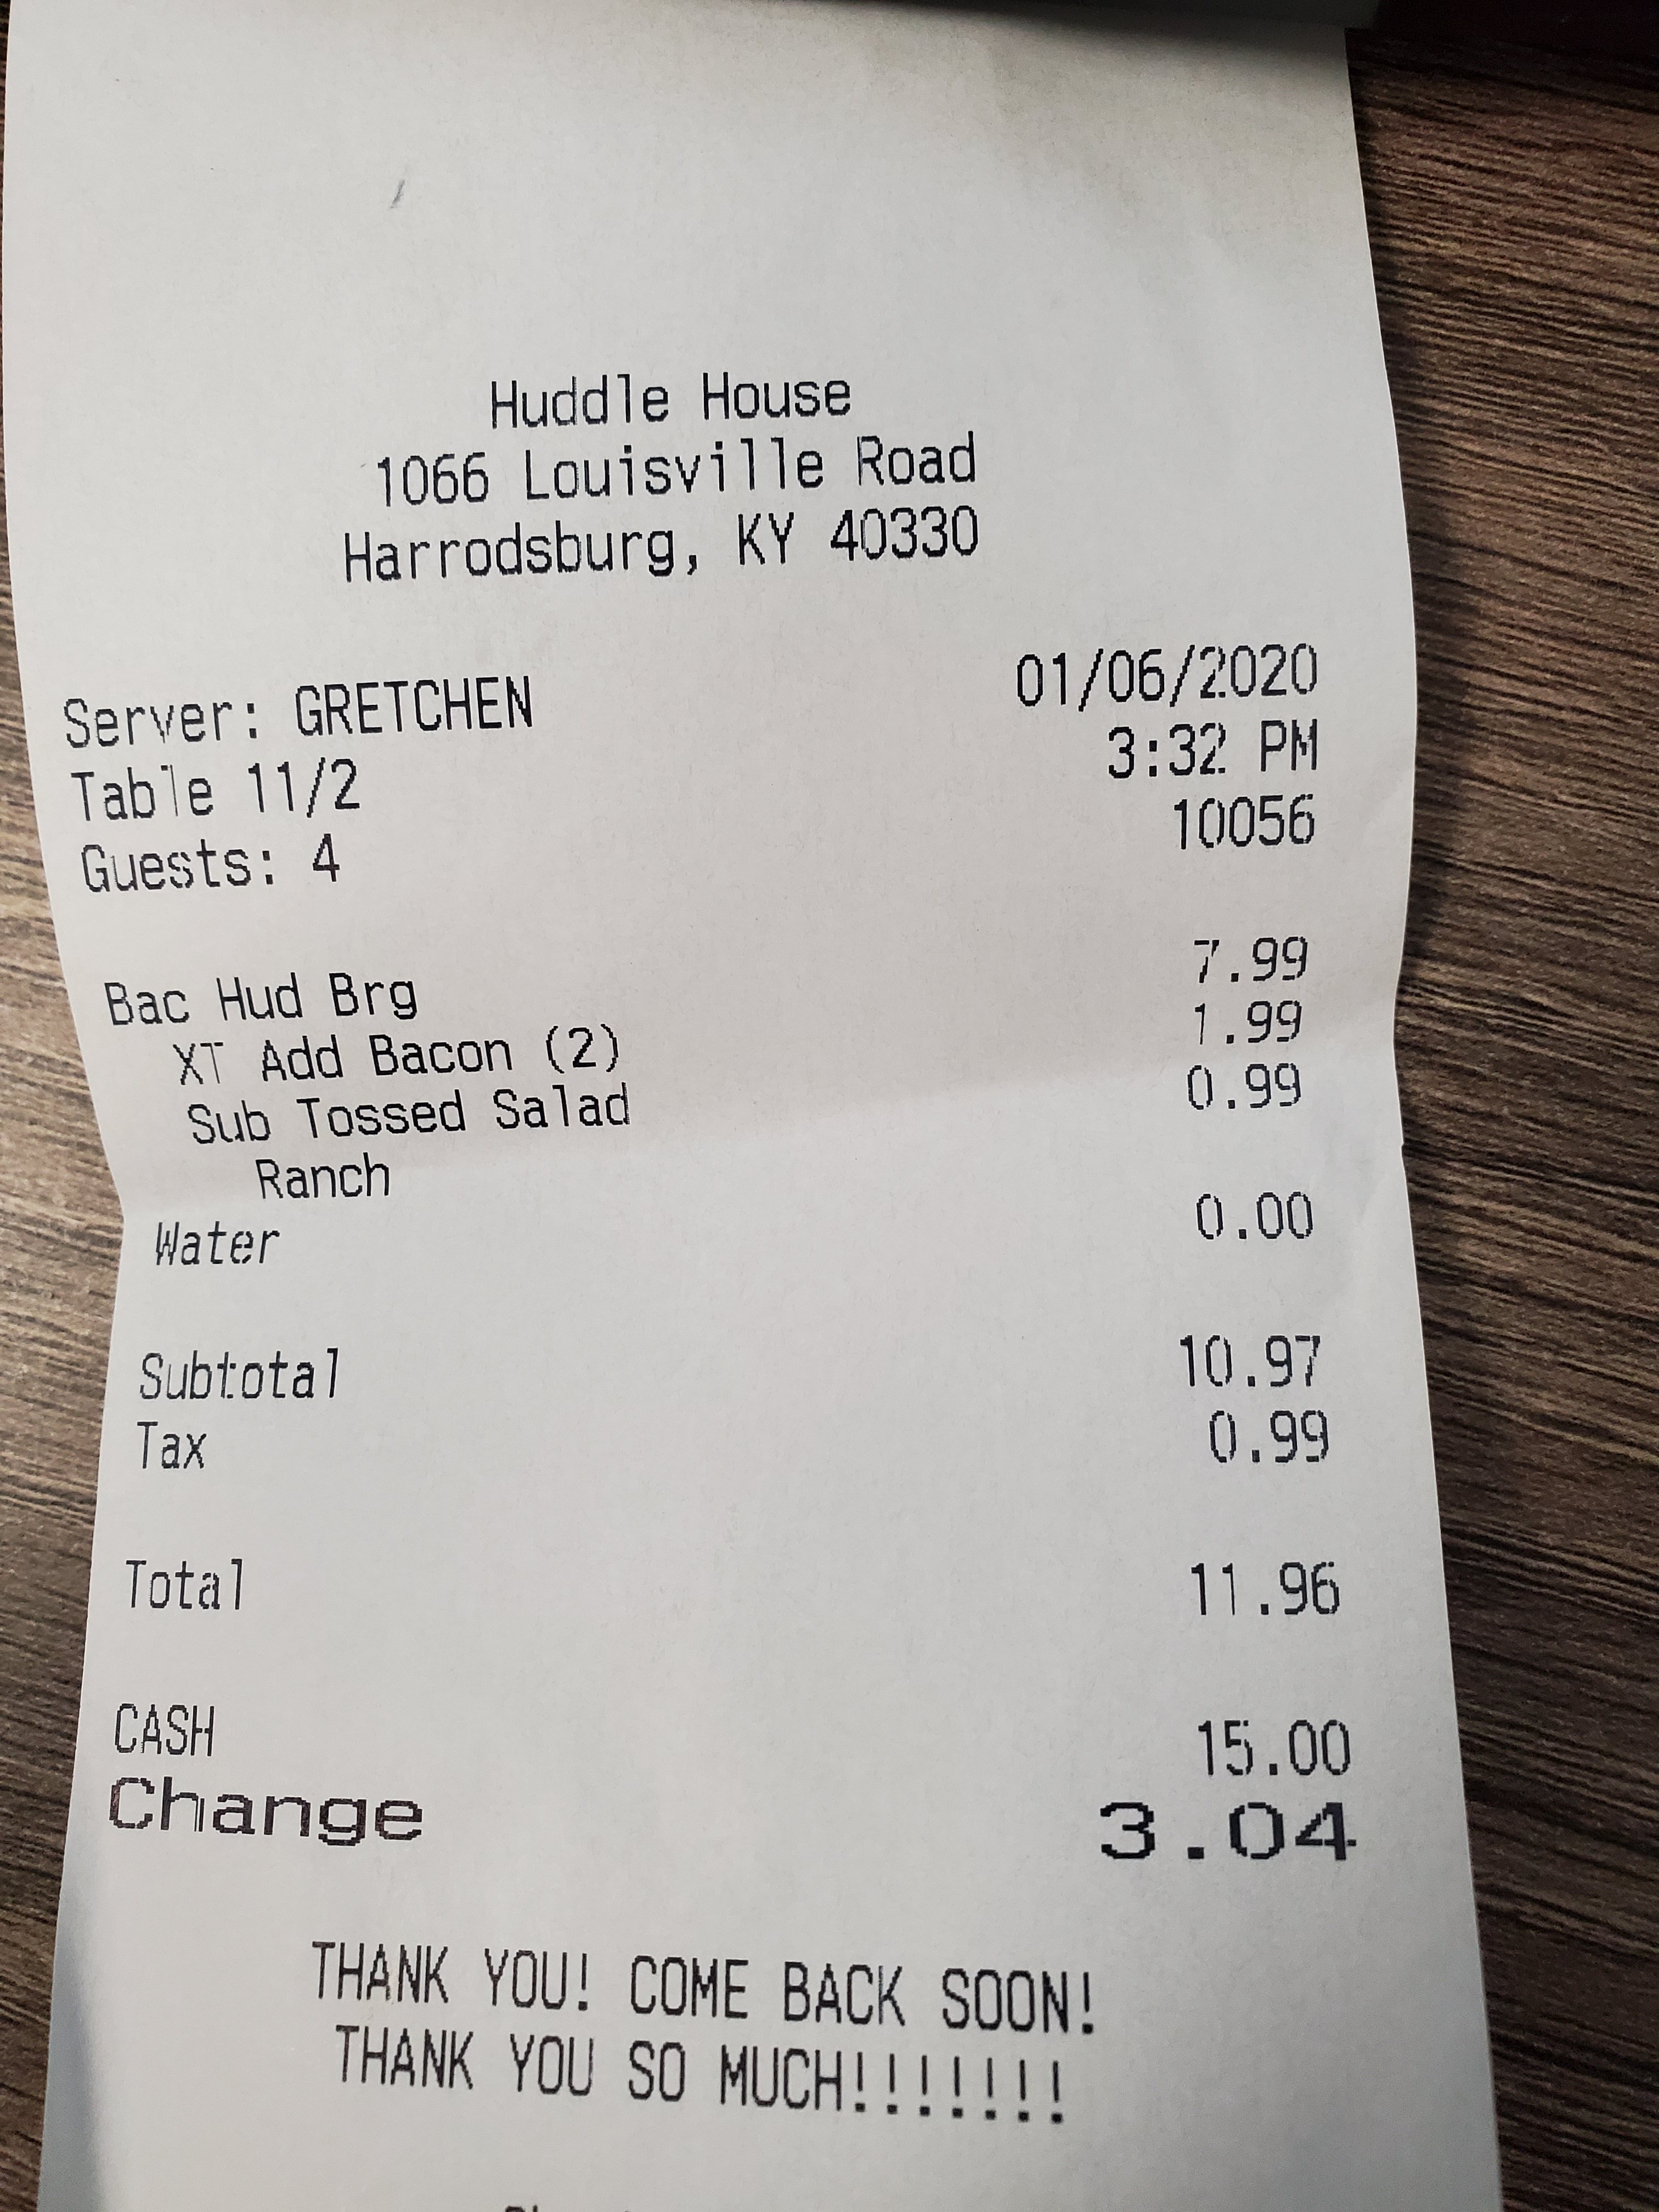 Huddle House
1066 Louisville Road
Harrodsburg, KY 40330
Server: GRETCHEN 01/06/2020
Table 11/2 3:32 PM
Guests: 4 10056
Bac Hud Brg 7.99
XT Add Bacon (2) 1.99
Sub Tossed Salad 0.99
Ranch
Water 0.00
Subtotal 10.97
Tax 0.99
Total 11.96
CASH 15.00
Change 3.04
THANK YOU! COME BACK SOON!
THANK YOU SO MUCH!!!!!!!